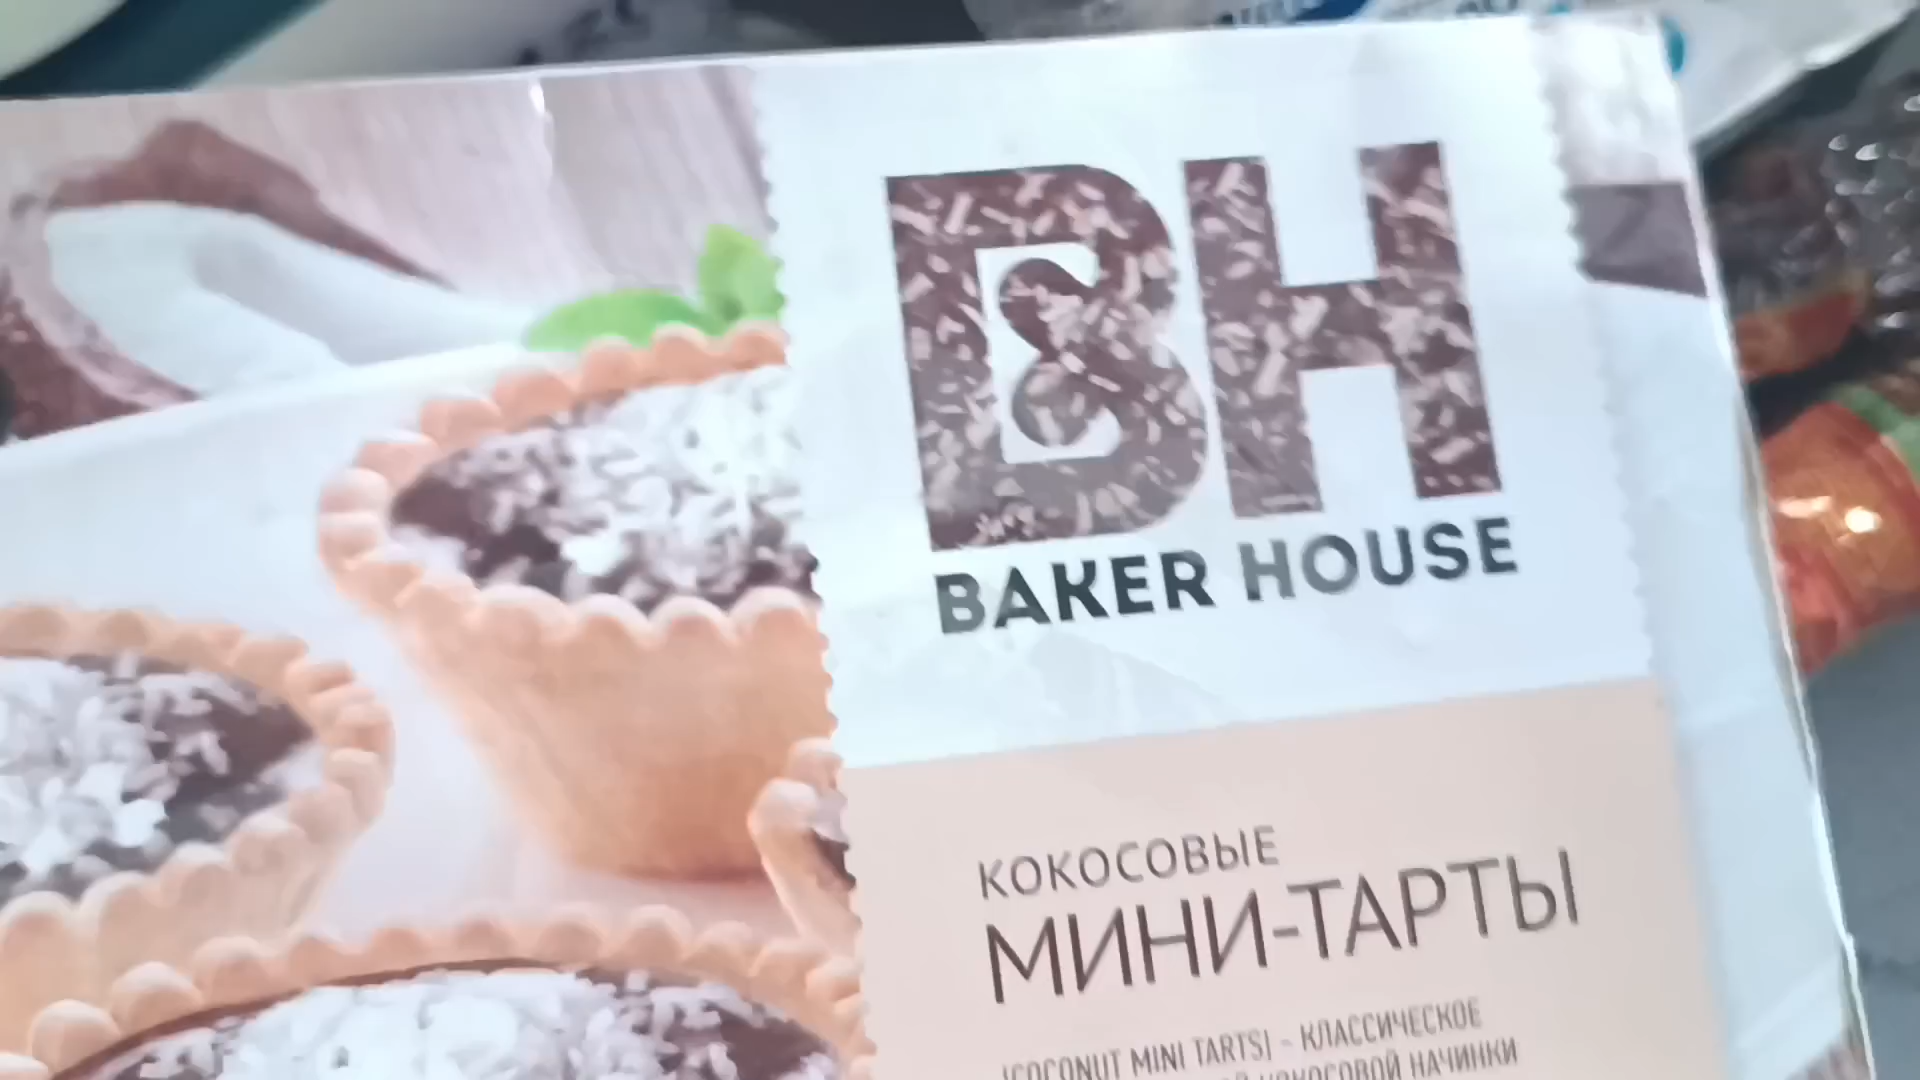 BH
BAKER HOUSE
КОКОСОВЫЕ
МИНИ-ТАРТЫ
[COCONUT MINI TARTS] - КЛАССИЧЕСКОЕ
КОКОСОВОЙ НАЧИНКИ